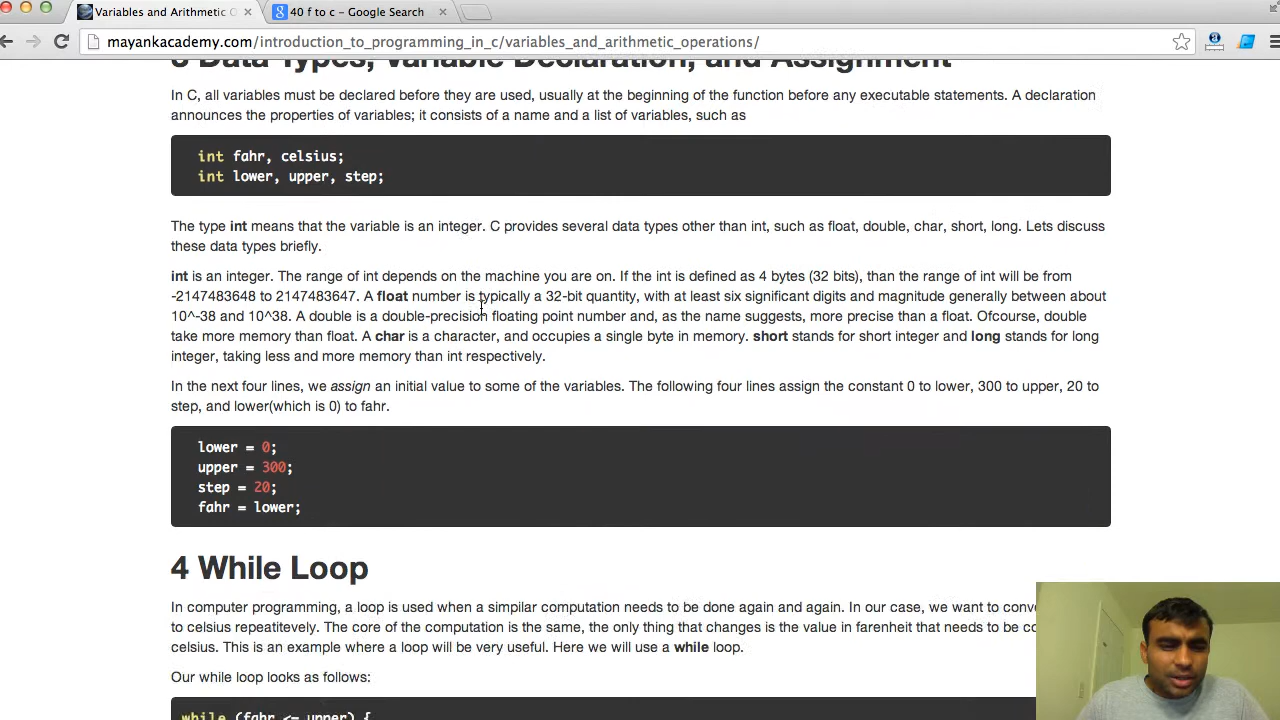 Variables and Arithmetic O
40 f to c - Google Search
mayankacademy.com/introduction_to_programming_in_c/variables_and_arithmetic_operations/
3 Data Types, Variable Declaration, and Assignment
In C, all variables must be declared before they are used, usually at the beginning of the function before any executable statements. A declaration
announces the properties of variables; it consists of a name and a list of variables, such as
int fahr, celsius;
int lower, upper, step;
The type int means that the variable is an integer. C provides several data types other than int, such as float, double, char, short, long. Lets discuss
these data types briefly.
int is an integer. The range of int depends on the machine you are on. If the int is defined as 4 bytes (32 bits), than the range of int will be from
-2147483648 to 2147483647. A float number is typically a 32-bit quantity, with at least six significant digits and magnitude generally between about
10^-38 and 10^38. A double is a double-precision floating point number and, as the name suggests, more precise than a float. Ofcourse, double
take more memory than float. A char is a character, and occupies a single byte in memory. short stands for short integer and long stands for long
integer, taking less and more memory than int respectively.
In the next four lines, we assign an initial value to some of the variables. The following four lines assign the constant 0 to lower, 300 to upper, 20 to
step, and lower(which is 0) to fahr.
lower = 0;
upper = 300;
step = 20;
fahr = lower;
4 While Loop
In computer programming, a loop is used when a simpilar computation needs to be done again and again. In our case, we want to conv
to celsius repeatitevely. The core of the computation is the same, the only thing that changes is the value in farenheit that needs to be co
celsius. This is an example where a loop will be very useful. Here we will use a while loop.
Our while loop looks as follows:
while (fahr <= upper) {